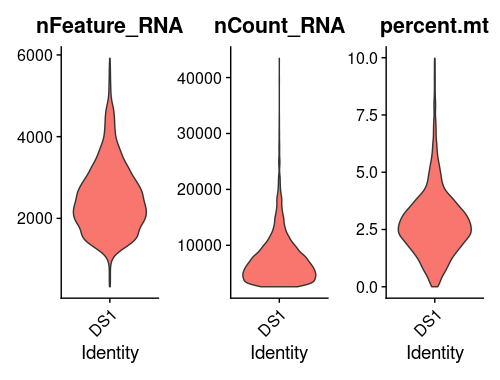 nFeature_RNA
6000
4000
2000
DS1
Identity
nCount_RNA
40000
30000
20000
10000
DS1
Identity
percent.mt
10.0
7.5
5.0
2.5
0.0
DS1
Identity